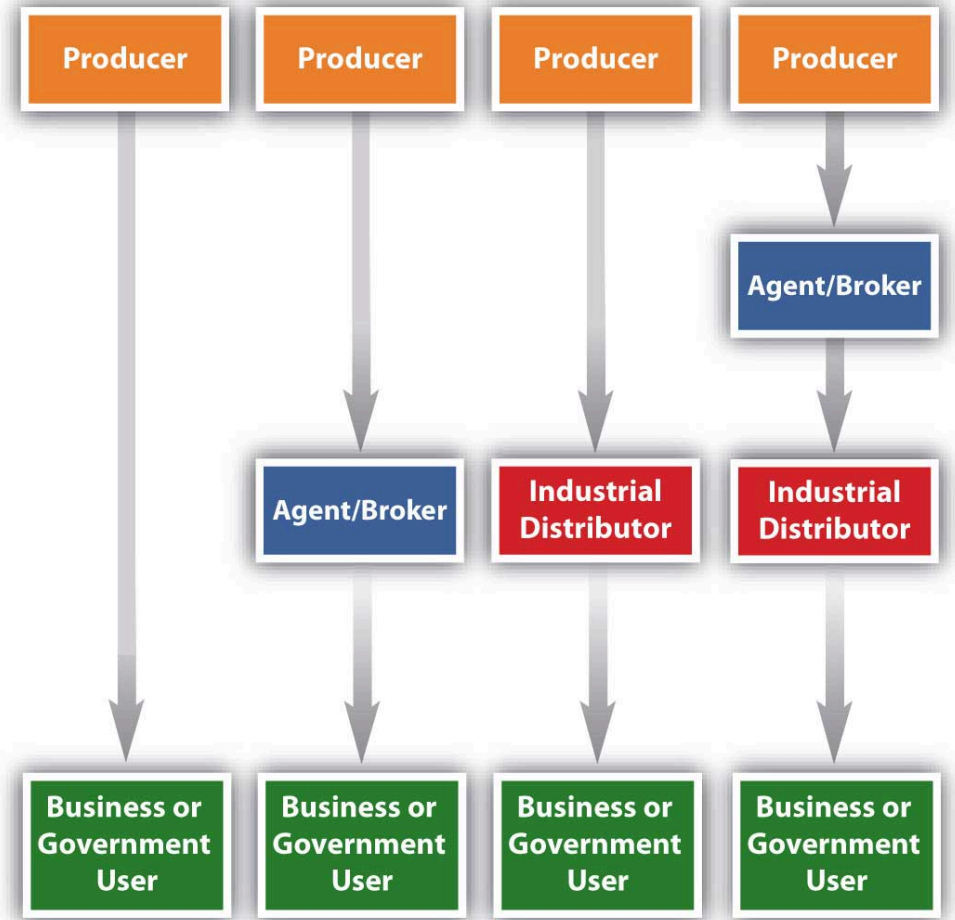 Producer
Producer
Producer
Producer
Agent/Broker
Agent/Broker
Industrial
Distributor
Industrial
Distributor
Business or
Government
User
Business or
Government
User
Business or
Government
User
Business or
Government
User